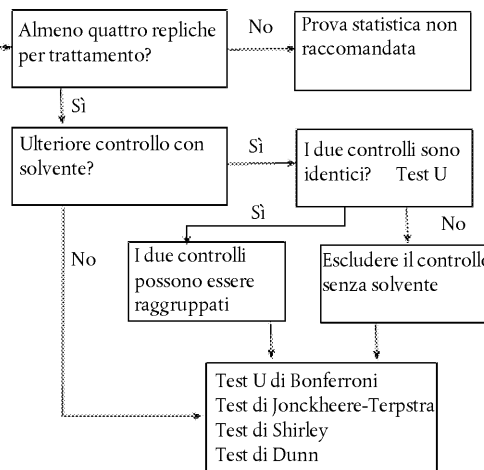 Almeno quattro repliche
per trattamento?
No
Prova statistica non
raccomandata
Sì
Ulteriore controllo con
solvente?
Sì
I due controlli sono
identici? Test U
Sì
No
No
I due controlli
possono essere
raggruppati
Escludere il controllo
senza solvente
Test U di Bonferroni
Test di Jonckheere-Terpstra
Test di Shirley
Test di Dunn